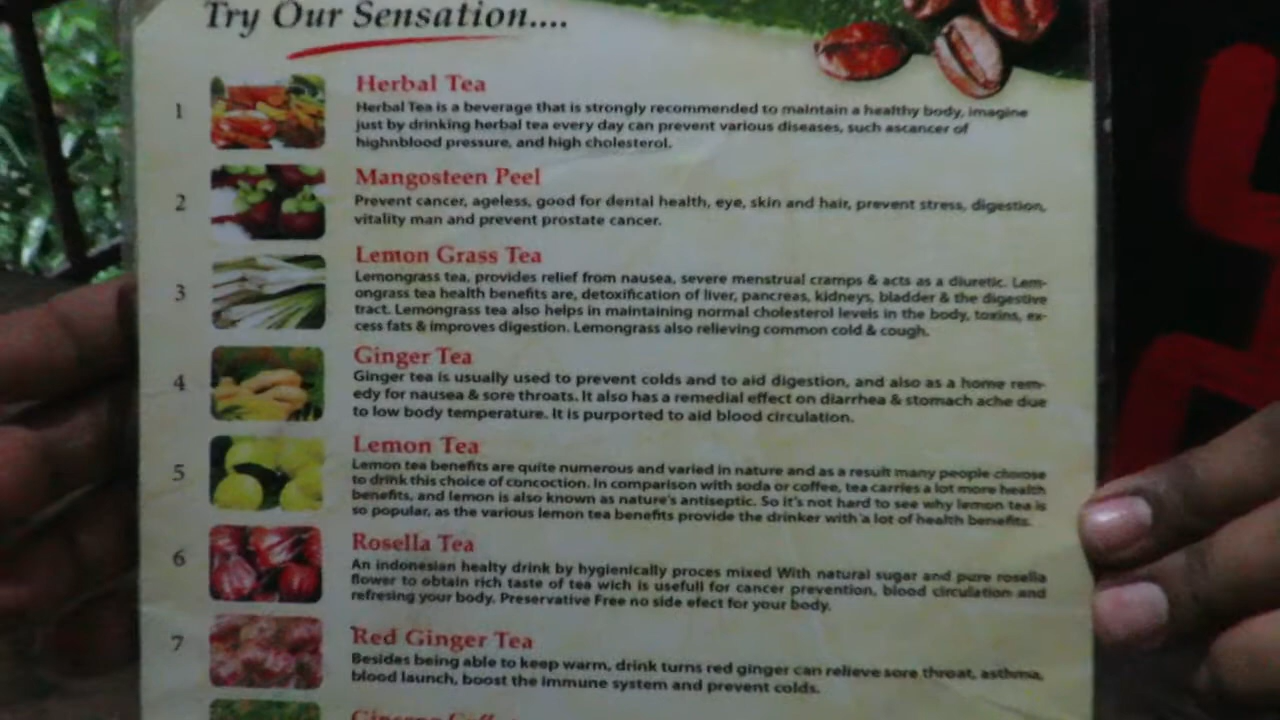 Try Our Sensation....
1
Herbal Tea
Herbal Tea is a beverage that is strongly recommended to maintain a healthy body, imagine
just by drinking herbal tea every day can prevent various diseases, such ascancer of
highnblood pressure, and high cholesterol.
2
Mangosteen Peel
Prevent cancer, ageless, good for dental health, eye, skin and hair, prevent stress, digestion,
vitality man and prevent prostate cancer.
3
Lemon Grass Tea
Lemongrass tea, provides relief from nausea, severe menstrual cramps & acts as a diuretic. Lem-
ongrass tea health benefits are, detoxification of liver, pancreas, kidneys, bladder & the digestive
tract. Lemongrass tea also helps in maintaining normal cholesterol levels in the body, toxins, ex-
cess fats & improves digestion. Lemongrass also relieving common cold & cough.
4
Ginger Tea
Ginger tea is usually used to prevent colds and to aid digestion, and also as a home rem-
edy for nausea & sore throats. It also has a remedial effect on diarrhea & stomach ache due
to low body temperature. It is purported to aid blood circulation.
5
Lemon Tea
Lemon tea benefits are quite numerous and varied in nature and as a result many people choose
to drink this choice of concoction. In comparison with soda or coffee, tea carries a lot more health
benefits, and lemon is also known as nature's antiseptic. So it's not hard to see why lemon tea is
so popular, as the various lemon tea benefits provide the drinker with a lot of health benefits.
6
Rosella Tea
An indonesian healty drink by hygienically proces mixed With natural sugar and pure rosella
flower to obtain rich taste of tea wich is usefull for cancer prevention, blood circulation and
refresing your body. Preservative Free no side efect for your body.
7
Red Ginger Tea
Besides being able to keep warm, drink turns red ginger can relieve sore throat, asthma,
blood launch, boost the immune system and prevent colds.